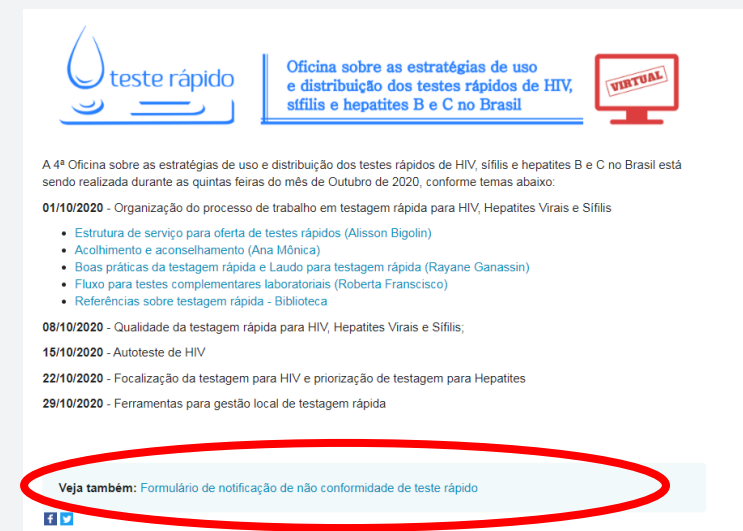 teste rápido
Oficina sobre as estratégias de uso
e distribuição dos testes rápidos de HIV,
sífilis e hepatites B e C no Brasil
VIRTUAL
A 4ª Oficina sobre as estratégias de uso e distribuição dos testes rápidos de HIV, sífilis e hepatites B e C no Brasil está
sendo realizada durante as quintas feiras do mês de Outubro de 2020, conforme temas abaixo:
01/10/2020 - Organização do processo de trabalho em testagem rápida para HIV, Hepatites Virais e Sífilis
• Estrutura de serviço para oferta de testes rápidos (Alisson Bigolin)
• Acolhimento e aconselhamento (Ana Mônica)
• Boas práticas da testagem rápida e Laudo para testagem rápida (Rayane Ganassin)
• Fluxo para testes complementares laboratoriais (Roberta Franscisco)
• Referências sobre testagem rápida - Biblioteca
08/10/2020 - Qualidade da testagem rápida para HIV, Hepatites Virais e Sífilis;
15/10/2020 - Autoteste de HIV
22/10/2020 - Focalização da testagem para HIV e priorização de testagem para Hepatites
29/10/2020 - Ferramentas para gestão local de testagem rápida
Veja também: Formulário de notificação de não conformidade de teste rápido